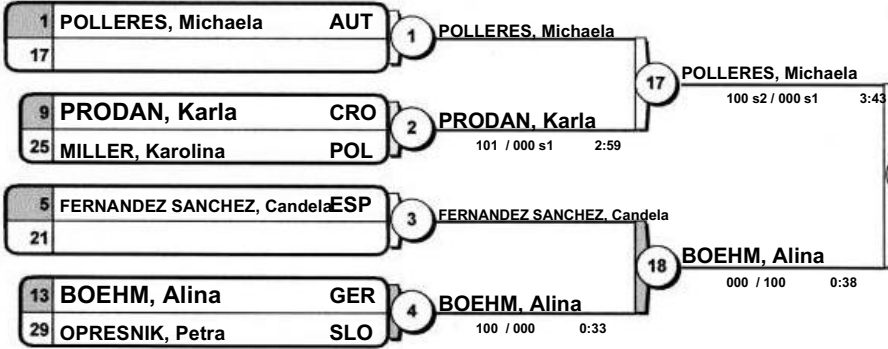 1 POLLERES, Michaela AUT
17
1 POLLERES, Michaela
9 PRODAN, Karla CRO
25 MILLER, Karolina POL
2 PRODAN, Karla
101 / 000 s1 2:59
17 POLLERES, Michaela
100 s2 / 000 s1 3:43
5 FERNANDEZ SANCHEZ, Candela ESP
21
3 FERNANDEZ SANCHEZ, Candela
13 BOEHM, Alina GER
29 OPRESNIK, Petra SLO
4 BOEHM, Alina
100 / 000 0:33
18 BOEHM, Alina
000 / 100 0:38